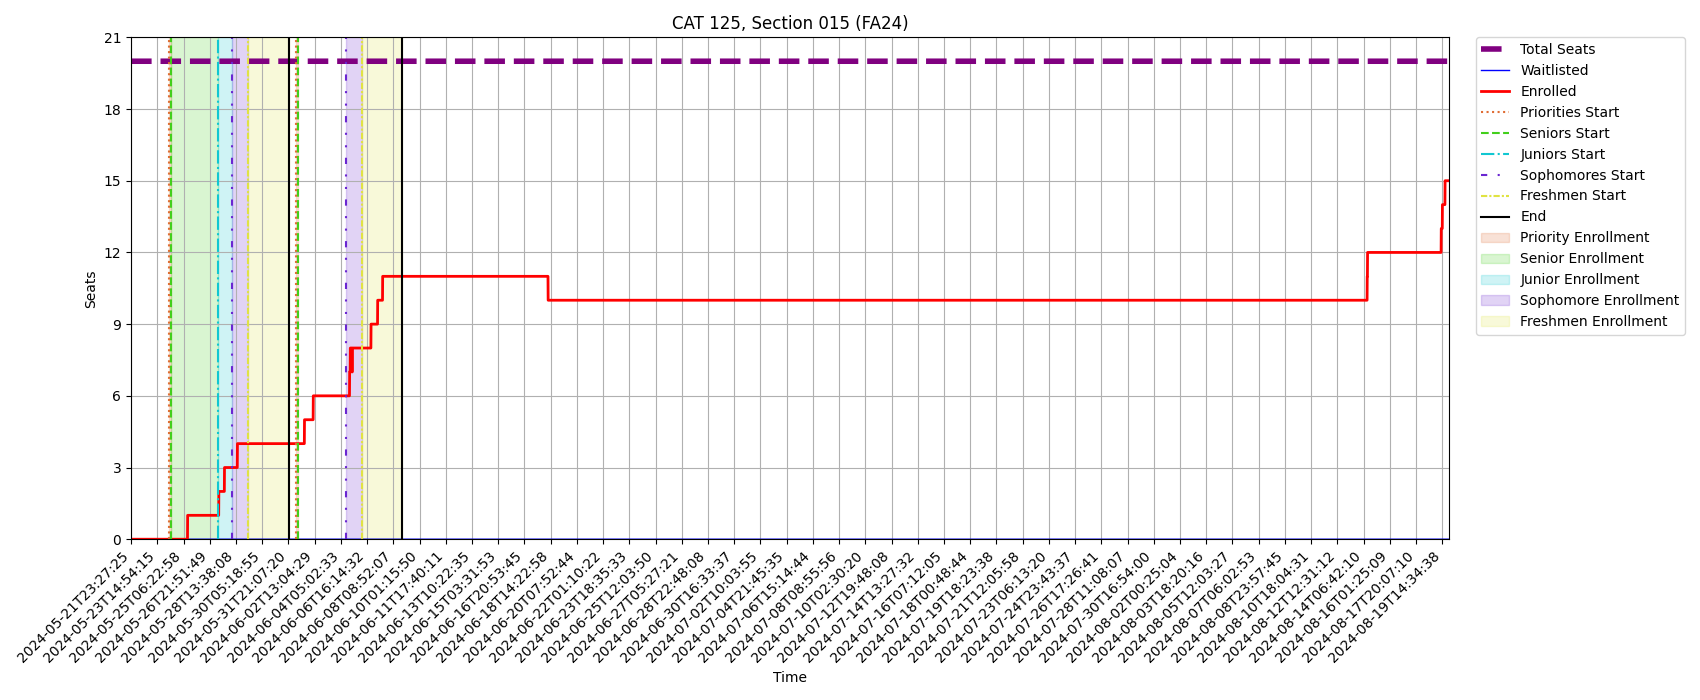 CAT 125, Section 015 (FA24)
21
18
15
12
9
6
3
0
Seats
2024-05-21T23:27:25
2024-05-23T14:54:15
2024-05-25T06:22:58
2024-05-26T21:51:49
2024-05-28T13:38:08
2024-05-30T05:18:55
2024-05-31T21:07:20
2024-06-02T13:04:29
2024-06-04T05:02:33
2024-06-06T16:14:32
2024-06-08T08:52:07
2024-06-10T01:15:50
2024-06-11T17:40:11
2024-06-13T10:22:35
2024-06-15T03:31:53
2024-06-16T20:53:45
2024-06-18T14:22:58
2024-06-20T07:52:44
2024-06-22T01:10:22
2024-06-23T18:35:33
2024-06-25T12:03:50
2024-06-27T05:27:21
2024-06-28T22:48:08
2024-06-30T16:33:37
2024-07-02T10:03:55
2024-07-04T21:45:35
2024-07-06T15:14:44
2024-07-08T08:55:56
2024-07-10T02:30:20
2024-07-12T19:48:09
2024-07-14T13:27:32
2024-07-16T07:12:05
2024-07-18T00:48:44
2024-07-19T18:23:38
2024-07-21T12:05:58
2024-07-23T06:13:20
2024-07-24T23:43:37
2024-07-26T17:26:41
2024-07-28T11:08:07
2024-07-30T16:54:00
2024-08-02T00:25:04
2024-08-03T18:20:16
2024-08-05T12:03:27
2024-08-07T06:02:53
2024-08-08T23:57:45
2024-08-10T18:04:31
2024-08-12T12:31:12
2024-08-14T06:42:10
2024-08-16T01:25:09
2024-08-17T20:07:10
2024-08-19T14:34:38
Time
Total Seats
Waitlisted
Enrolled
Priorities Start
Seniors Start
Juniors Start
Sophomores Start
Freshmen Start
End
Priority Enrollment
Senior Enrollment
Junior Enrollment
Sophomore Enrollment
Freshmen Enrollment